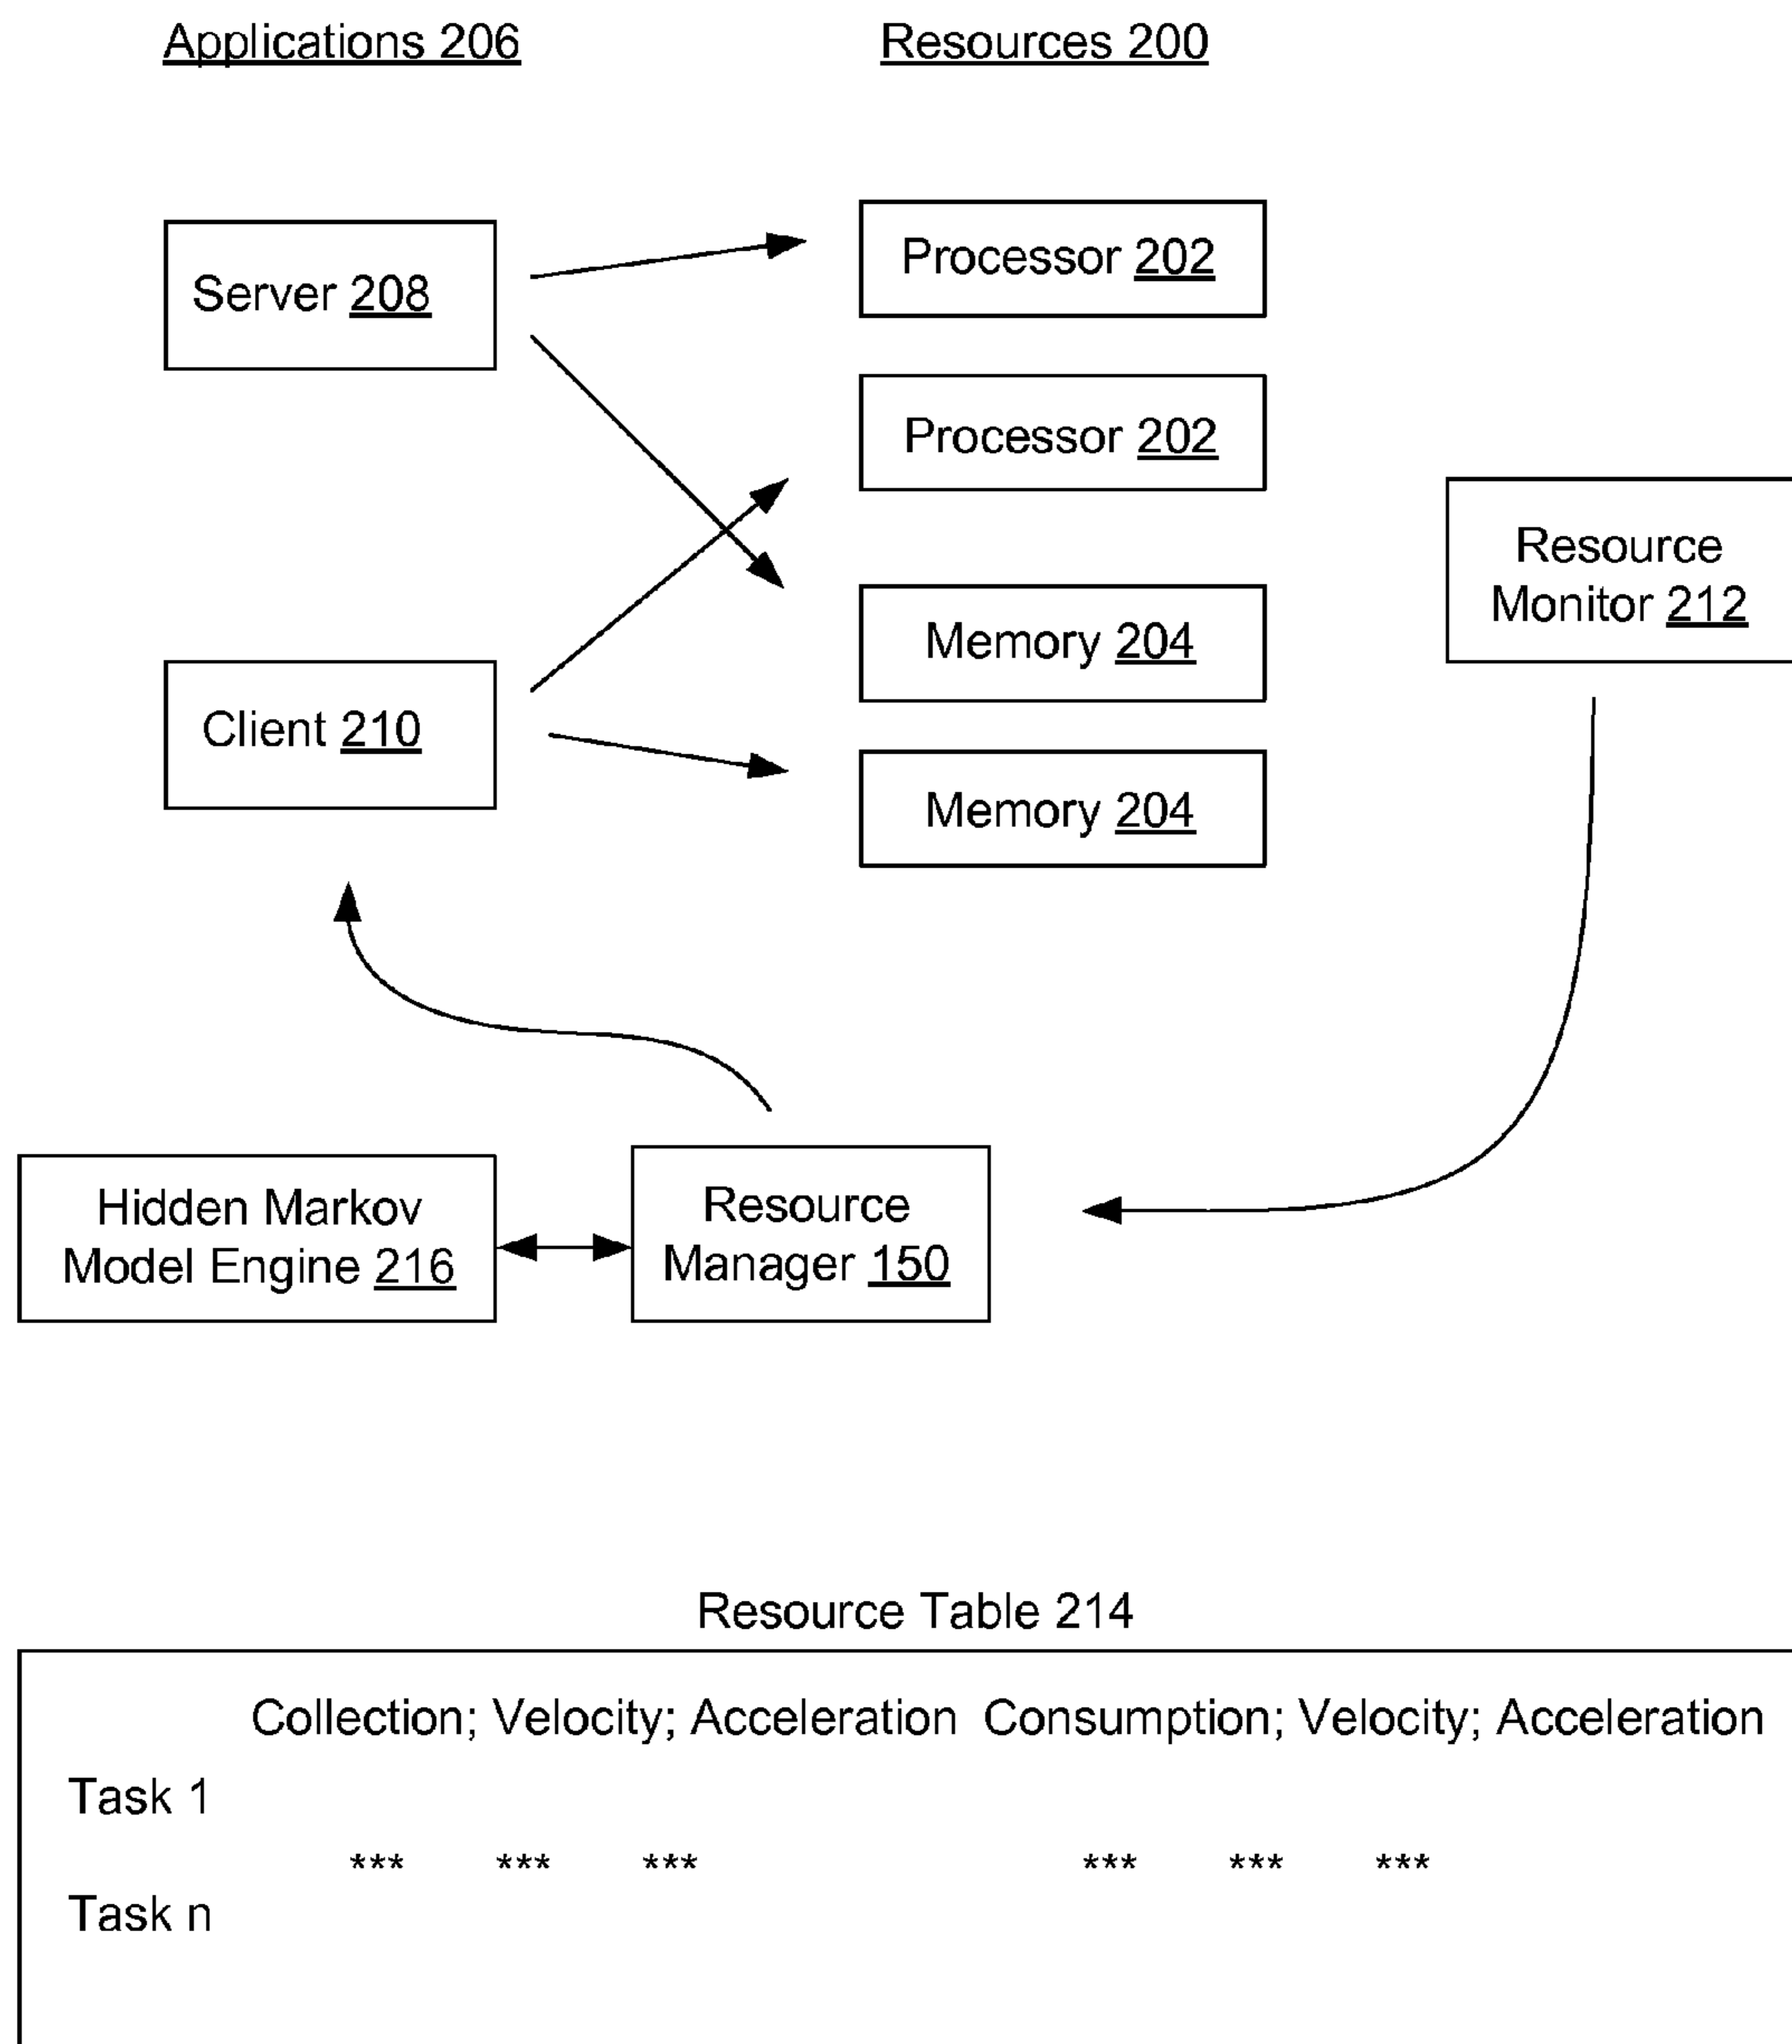 Applications 206
Resources 200
Server 208
Processor 202
Processor 202
Resource
Monitor 212
Memory 204
Client 210
Memory 204
Hidden Markov
Model Engine 216
Resource
Manager 150
Resource Table 214
Collection; Velocity; Acceleration Consumption; Velocity; Acceleration
Task 1
*** *** *** *** *** ***
Task n